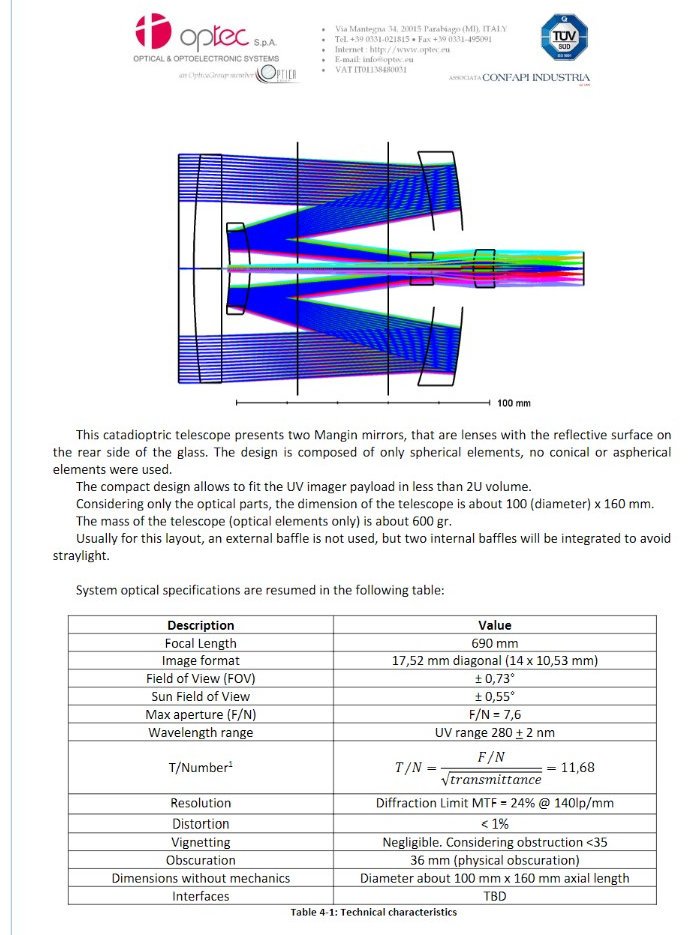 optec S.p.A.
OPTICAL & OPTOELECTRONIC SYSTEMS
an OpticsGroup member OPTIER
• Via Mantegna 34, 20015 Parabiago (MI), ITALY
• Tel. +39 0331-021815 • Fax +39 0331-495091
• Internet : http://www.optec.eu
• E-mail: info@optec.eu
• VAT IT01138480031
TÜV
SUD
ASSOCIATA CONFAPI INDUSTRIA
100 mm
This catadioptric telescope presents two Mangin mirrors, that are lenses with the reflective surface on
the rear side of the glass. The design is composed of only spherical elements, no conical or aspherical
elements were used.
The compact design allows to fit the UV imager payload in less than 2U volume.
Considering only the optical parts, the dimension of the telescope is about 100 (diameter) x 160 mm.
The mass of the telescope (optical elements only) is about 600 gr.
Usually for this layout, an external baffle is not used, but two internal baffles will be integrated to avoid
straylight.
System optical specifications are resumed in the following table:
Description Value
Focal Length 690 mm
Image format 17,52 mm diagonal (14 x 10,53 mm)
Field of View (FOV) ± 0,73°
Sun Field of View ± 0,55°
Max aperture (F/N) F/N = 7,6
Wavelength range UV range 280 ± 2 nm
T/Number¹ T/N = F/N / √transmittance = 11,68
Resolution Diffraction Limit MTF = 24% @ 140lp/mm
Distortion < 1%
Vignetting Negligible. Considering obstruction <35
Obscuration 36 mm (physical obscuration)
Dimensions without mechanics Diameter about 100 mm x 160 mm axial length
Interfaces TBD
Table 4-1: Technical characteristics